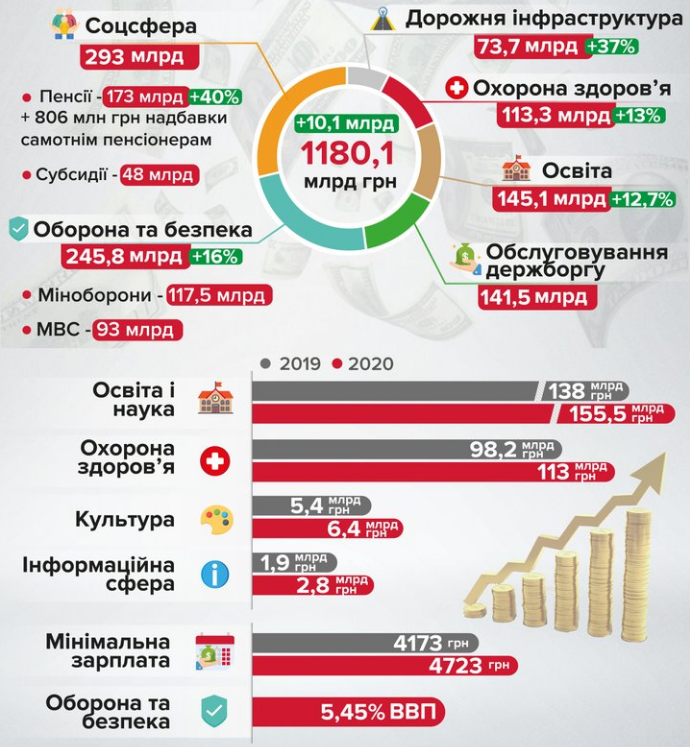 Соцсфера
293 млрд
• Пенсії - 173 млрд +40%
+ 806 млн грн надбавки
самотнім пенсіонерам
• Субсидії - 48 млрд
Оборона та безпека
245,8 млрд +16%
• Міноборони - 117,5 млрд
• МВС - 93 млрд
+10,1 млрд
1180,1
млрд грн
Дорожня інфраструктура
73,7 млрд +37%
Охорона здоров’я
113,3 млрд +13%
Освіта
145,1 млрд +12,7%
Обслуговування
держборгу
141,5 млрд
• 2019 • 2020
Освіта і
наука
138 млрд грн
155,5 млрд грн
Охорона
здоров’я
98,2 млрд грн
113 млрд грн
Культура
5,4 млрд грн
6,4 млрд грн
Інформаційна
сфера
1,9 млрд грн
2,8 млрд грн
Мінімальна
зарплата
4173 грн
4723 грн
Оборона та
безпека
5,45% ВВП